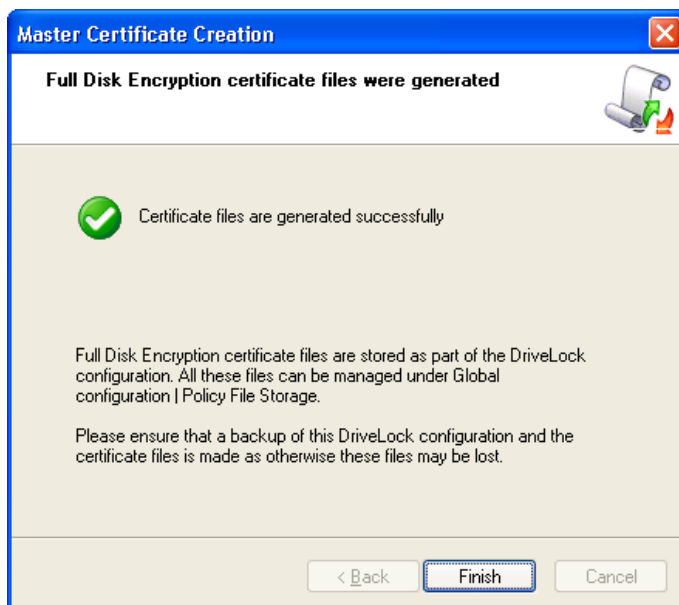 Master Certificate Creation
Full Disk Encryption certificate files were generated
Certificate files are generated successfully
Full Disk Encryption certificate files are stored as part of the DriveLock
configuration. All these files can be managed under Global
configuration | Policy File Storage.
Please ensure that a backup of this DriveLock configuration and the
certificate files is made as otherwise these files may be lost.
< Back
Finish
Cancel